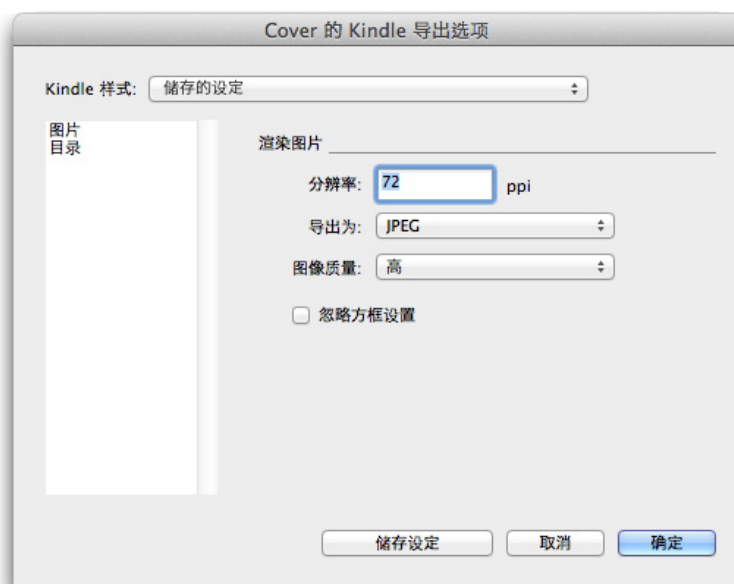 Cover 的 Kindle 导出选项
Kindle 样式: 储存的设定
图片
目录
渲染图片
分辨率: 72 ppi
导出为: JPEG
图像质量: 高
忽略方框设置
储存设定 取消 确定